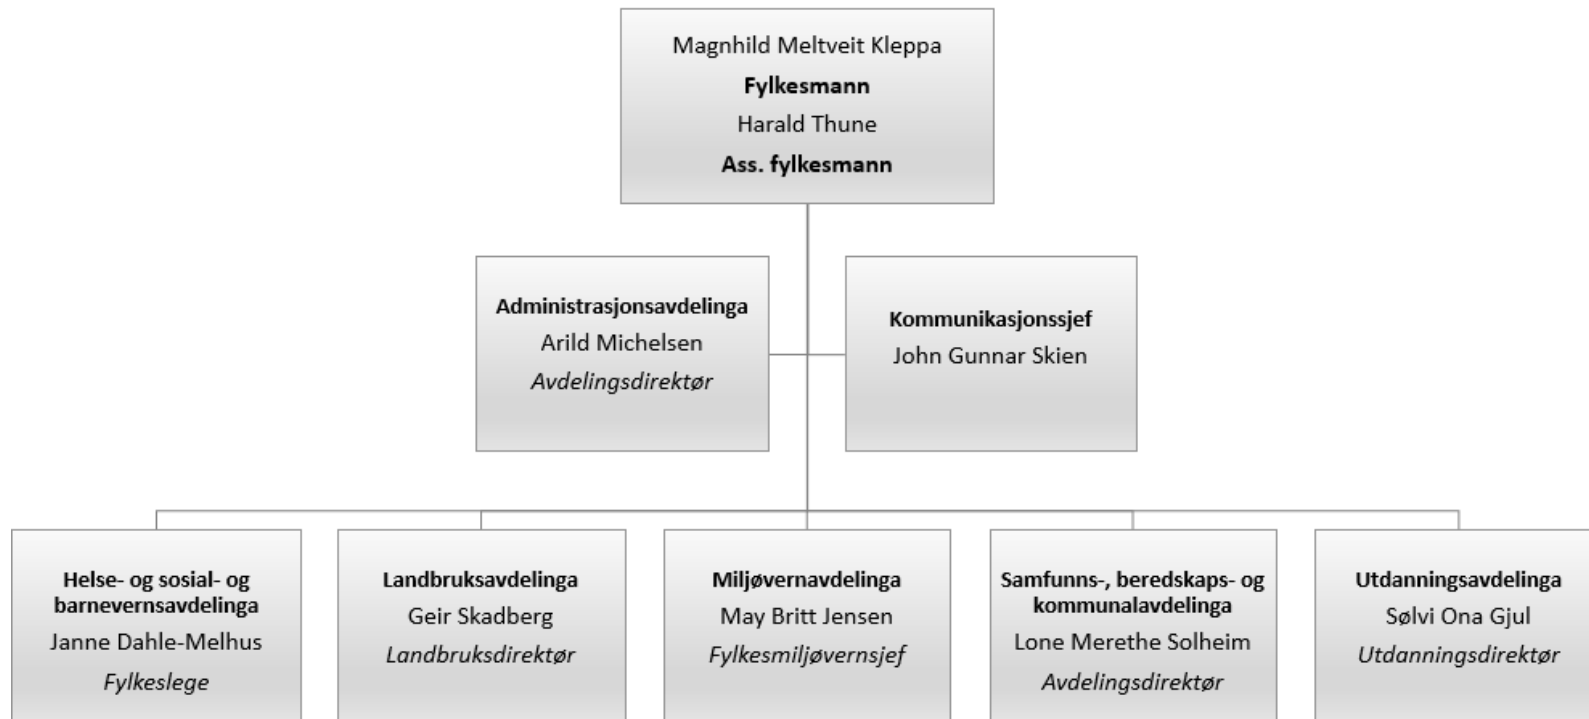 Magnhild Meltveit Kleppa
Fylkesmann
Harald Thune
Ass. fylkesmann
Administrasjonsavdelinga
Arild Michelsen
Avdelingsdirektør
Kommunikasjonssjef
John Gunnar Skien
Helse- og sosial- og
barnevernsavdelinga
Janne Dahle-Melhus
Fylkeslege
Landbruksavdelinga
Geir Skadberg
Landbruksdirektør
Miljøvernavdelinga
May Britt Jensen
Fylkesmiljøvernsjef
Samfunns-, beredskaps- og
kommunalavdelinga
Lone Merethe Solheim
Avdelingsdirektør
Utdanningsavdelinga
Sølvi Ona Gjul
Utdanningsdirektør